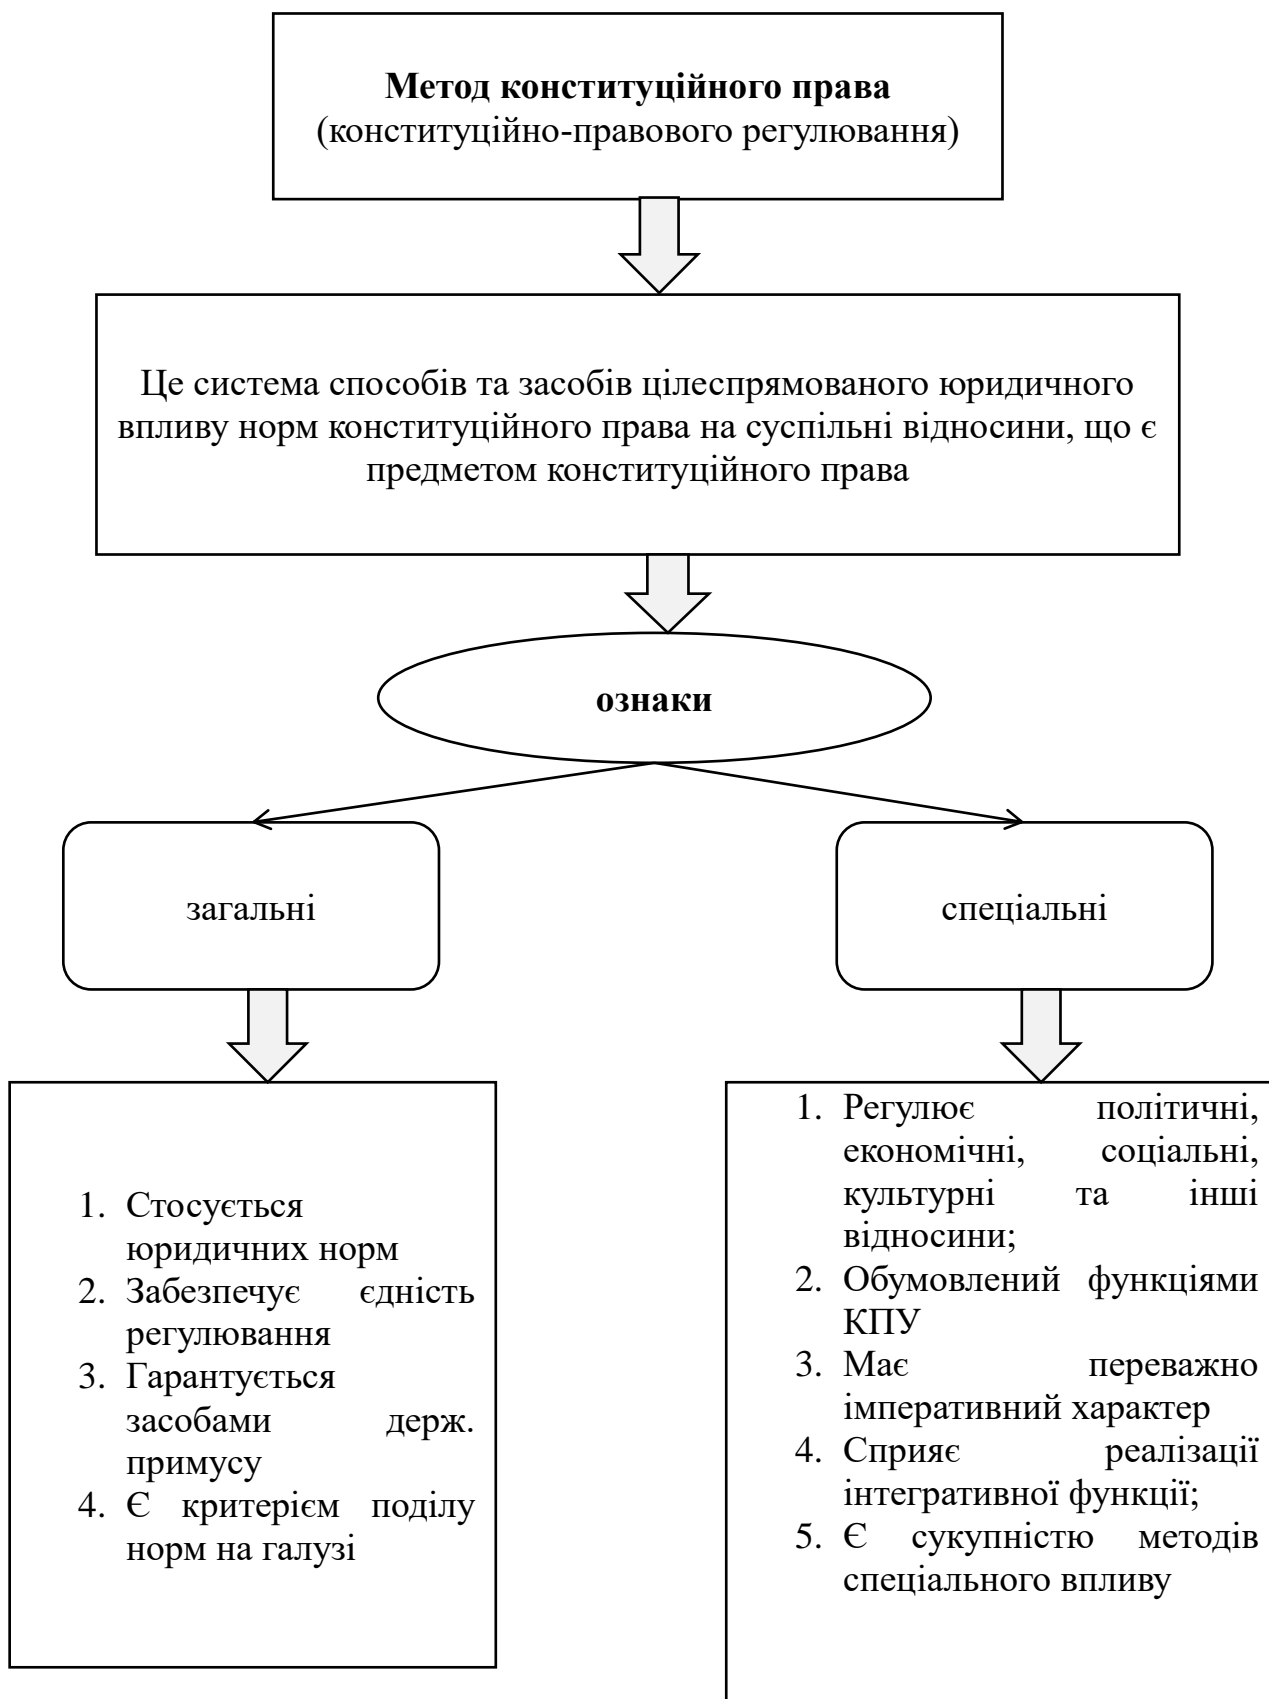 Метод конституційного права
(конституційно-правового регулювання)
Це система способів та засобів цілеспрямованого юридичного
впливу норм конституційного права на суспільні відносини, що є
предметом конституційного права
ознаки
загальні
спеціальні
1. Стосується
юридичних норм
2. Забезпечує єдність
регулювання
3. Гарантується
засобами держ.
примусу
4. Є критерієм поділу
норм на галузі
1. Регулює політичні,
економічні, соціальні,
культурні та інші
відносини;
2. Обумовлений функціями
КПУ
3. Має переважно
імперативний характер
4. Сприяє реалізації
інтегративної функції;
5. Є сукупністю методів
спеціального впливу